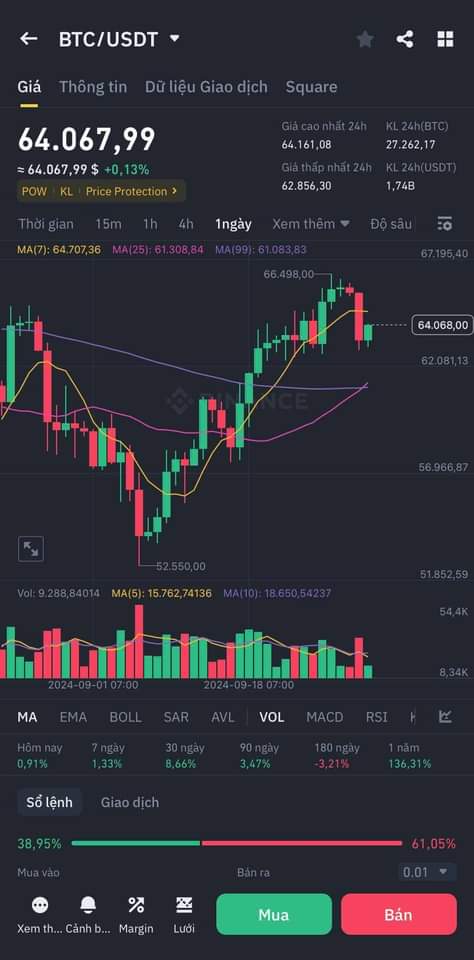 BTC/USDT
Giá Thông tin Dữ liệu Giao dịch Square
64.067,99
≈ 64.067,99 $ +0,13%
POW KL Price Protection
Giá cao nhất 24h KL 24h(BTC)
64.161,08 27.262,17
Giá thấp nhất 24h KL 24h(USDT)
62.856,30 1,74B
Thời gian 15m 1h 4h 1ngày Xem thêm Độ sâu
MA(7): 64.707,36 MA(25): 61.308,84 MA(99): 61.083,83
67.195,40
66.498,00
64.068,00
62.081,13
BINANCE
56.966,87
52.550,00
51.852,59
Vol: 9.288,84014 MA(5): 15.762,74136 MA(10): 18.650,54237
54,4K
8,34K
2024-09-01 07:00 2024-09-18 07:00
MA EMA BOLL SAR AVL VOL MACD RSI
Hôm nay 7 ngày 30 ngày 90 ngày 180 ngày 1 năm
0,91% 1,33% 8,66% 3,47% -3,21% 136,31%
Sổ lệnh Giao dịch
38,95% 61,05%
Mua vào Bán ra 0.01
Xem th... Cảnh b... Margin Lưới
Mua Bán